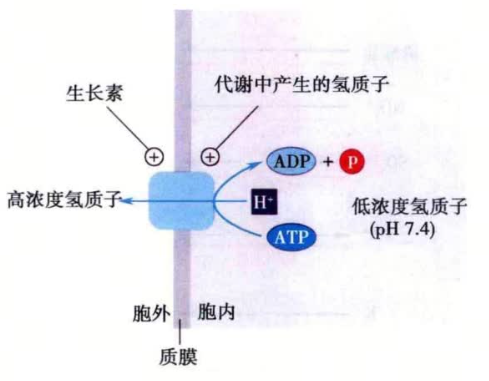 生长素
代谢中产生的氢质子
+
+
ADP + P
高浓度氢质子
H⁺
低浓度氢质子
(pH 7.4)
ATP
胞外
胞内
质膜